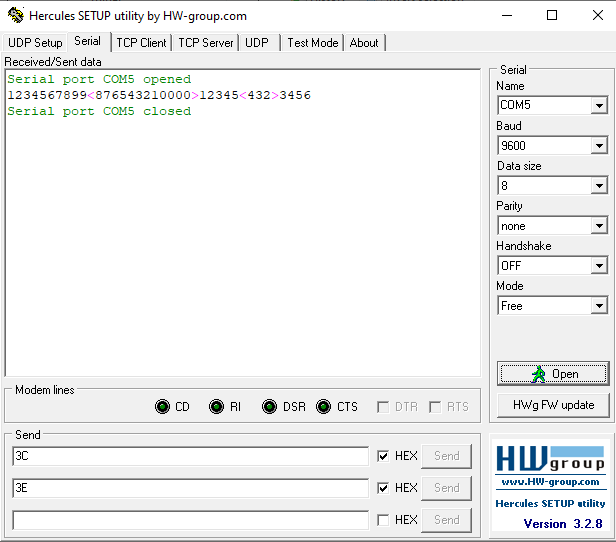 Hercules SETUP utility by HW-group.com
UDP Setup Serial TCP Client TCP Server UDP Test Mode About
Received/Sent data
Serial port COM5 opened
1234567899<876543210000>12345<432>3456
Serial port COM5 closed
Serial
Name
COM5
Baud
9600
Data size
8
Parity
none
Handshake
OFF
Mode
Free
Open
HWg FW update
Modem lines
CD RI DSR CTS DTR RTS
Send
3C HEX Send
3E HEX Send
HEX Send
HWgroup
www.HW-group.com
Hercules SETUP utility
Version 3.2.8